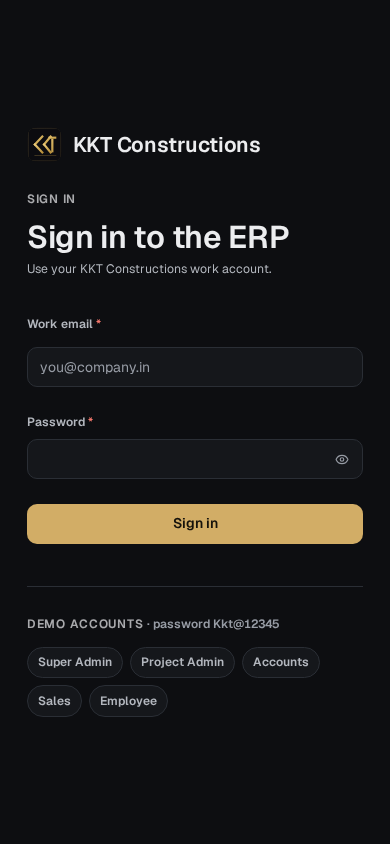 KKT Constructions
SIGN IN
Sign in to the ERP
Use your KKT Constructions work account.
Work email *
you@company.in
Password *
Sign in
DEMO ACCOUNTS · password Kkt@12345
Super Admin Project Admin Accounts
Sales Employee